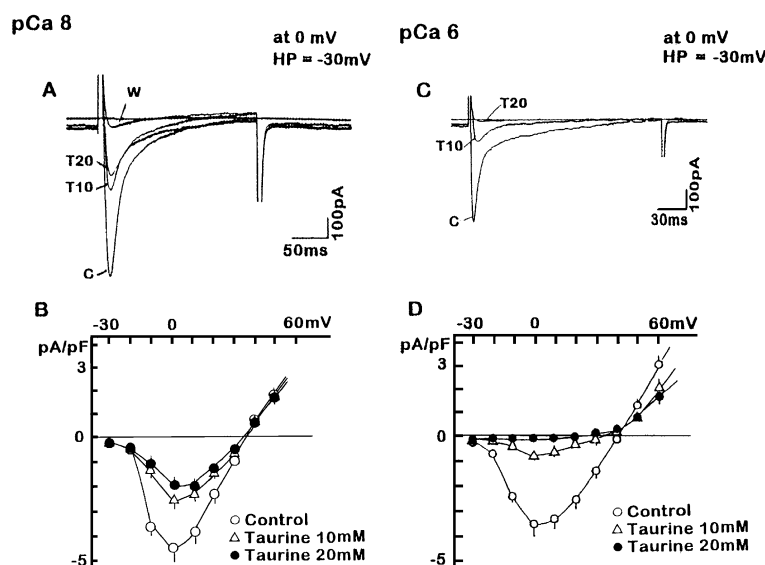 pCa 8
at 0 mV
HP = -30mV
A
W
T20
T10
C
100pA
50ms
B
-30 0 60mV
pA/pF
3
0
-5
Control
Taurine 10mM
Taurine 20mM
pCa 6
at 0 mV
HP = -30mV
C
T20
T10
C
100pA
30ms
D
-30 0 60mV
pA/pF
3
0
-5
Control
Taurine 10mM
Taurine 20mM